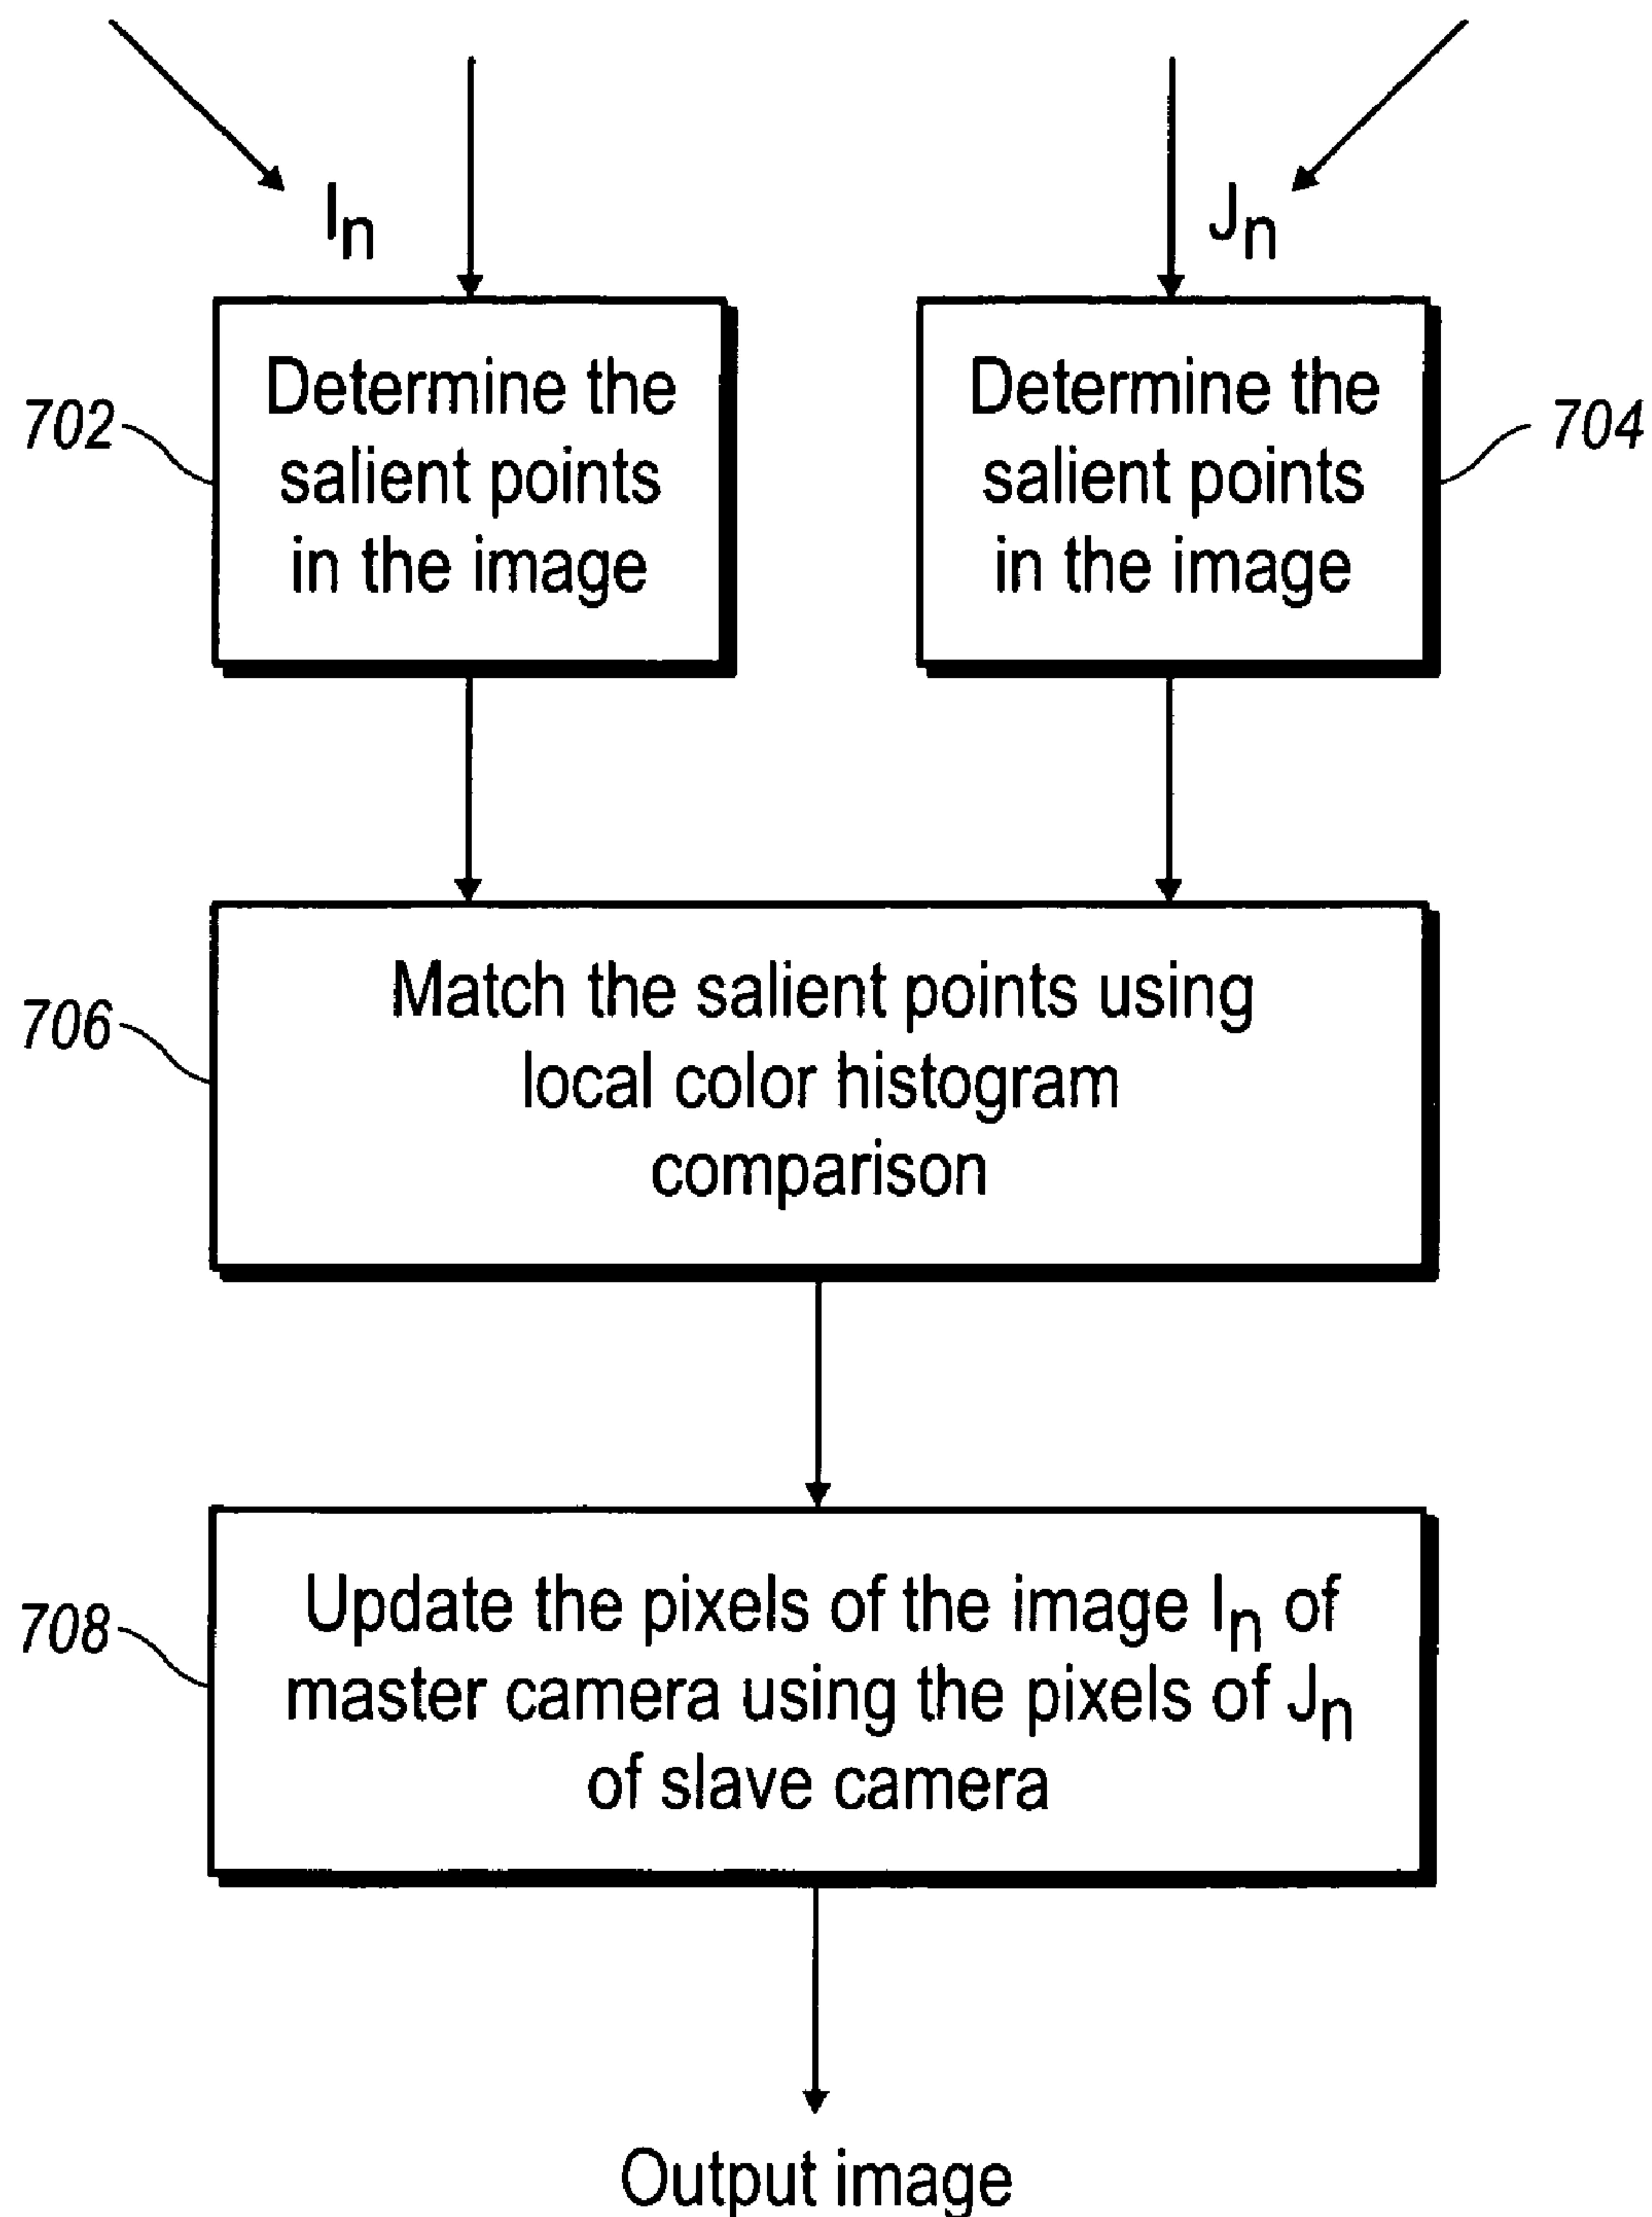 In
Jn
702
Determine the
salient points
in the image
Determine the
salient points
in the image
704
706
Match the salient points using
local color histogram
comparison
708
Update the pixels of the image In of
master camera using the pixels of Jn
of slave camera
Output image